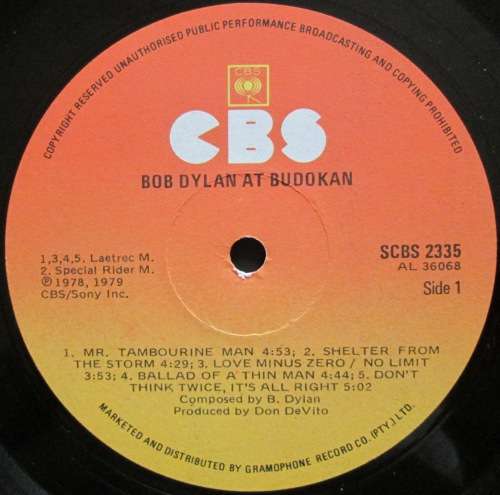 COPYRIGHT RESERVED UNAUTHORISED PUBLIC PERFORMANCE BROADCASTING AND COPYING PROHIBITED
CBS
CBS
BOB DYLAN AT BUDOKAN
1,3,4,5. Laetrec M.
2. Special Rider M.
℗ 1978, 1979
CBS/Sony Inc.
SCBS 2335
AL 36068
Side 1
1. MR. TAMBOURINE MAN 4:53; 2. SHELTER FROM
THE STORM 4:29; 3. LOVE MINUS ZERO / NO LIMIT
3:53; 4. BALLAD OF A THIN MAN 4:44; 5. DON'T
THINK TWICE, IT'S ALL RIGHT 5:02
Composed by B. Dylan
Produced by Don DeVito
MARKETED AND DISTRIBUTED BY GRAMOPHONE RECORD CO. (PTY.) LTD.